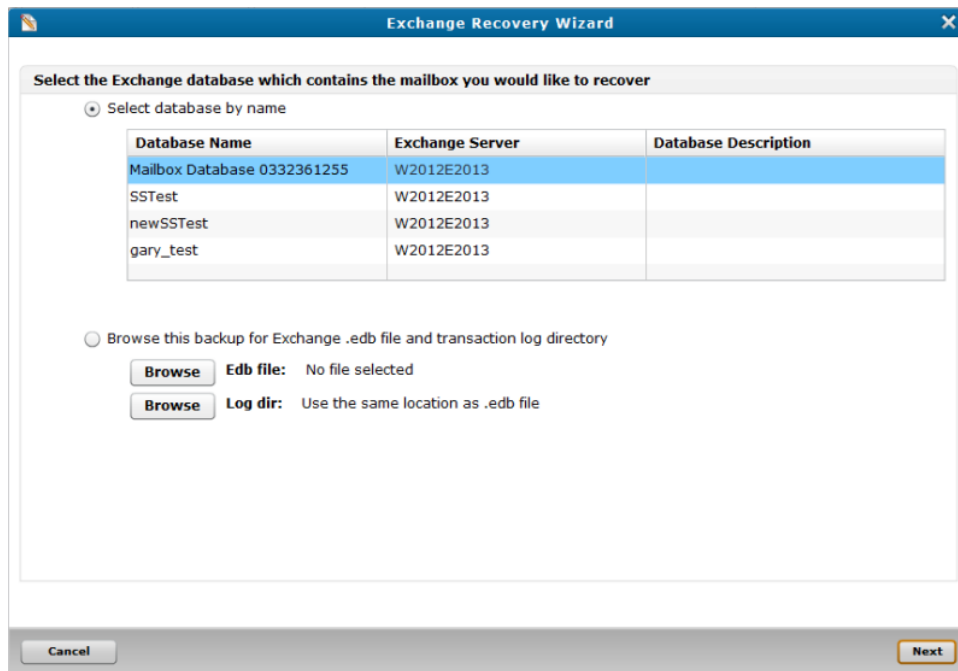 Exchange Recovery Wizard
Select the Exchange database which contains the mailbox you would like to recover
Select database by name
Database Name Exchange Server Database Description
Mailbox Database 0332361255 W2012E2013
SSTest W2012E2013
newSSTest W2012E2013
gary_test W2012E2013
Browse this backup for Exchange .edb file and transaction log directory
Browse Edb file: No file selected
Browse Log dir: Use the same location as .edb file
Cancel Next